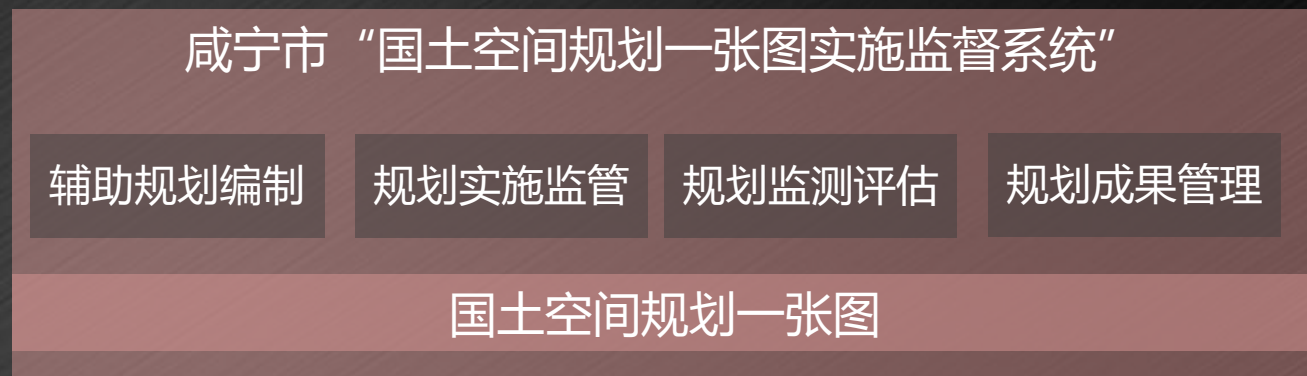 咸宁市“国土空间规划一张图实施监督系统”
辅助规划编制 规划实施监管 规划监测评估 规划成果管理
国土空间规划一张图